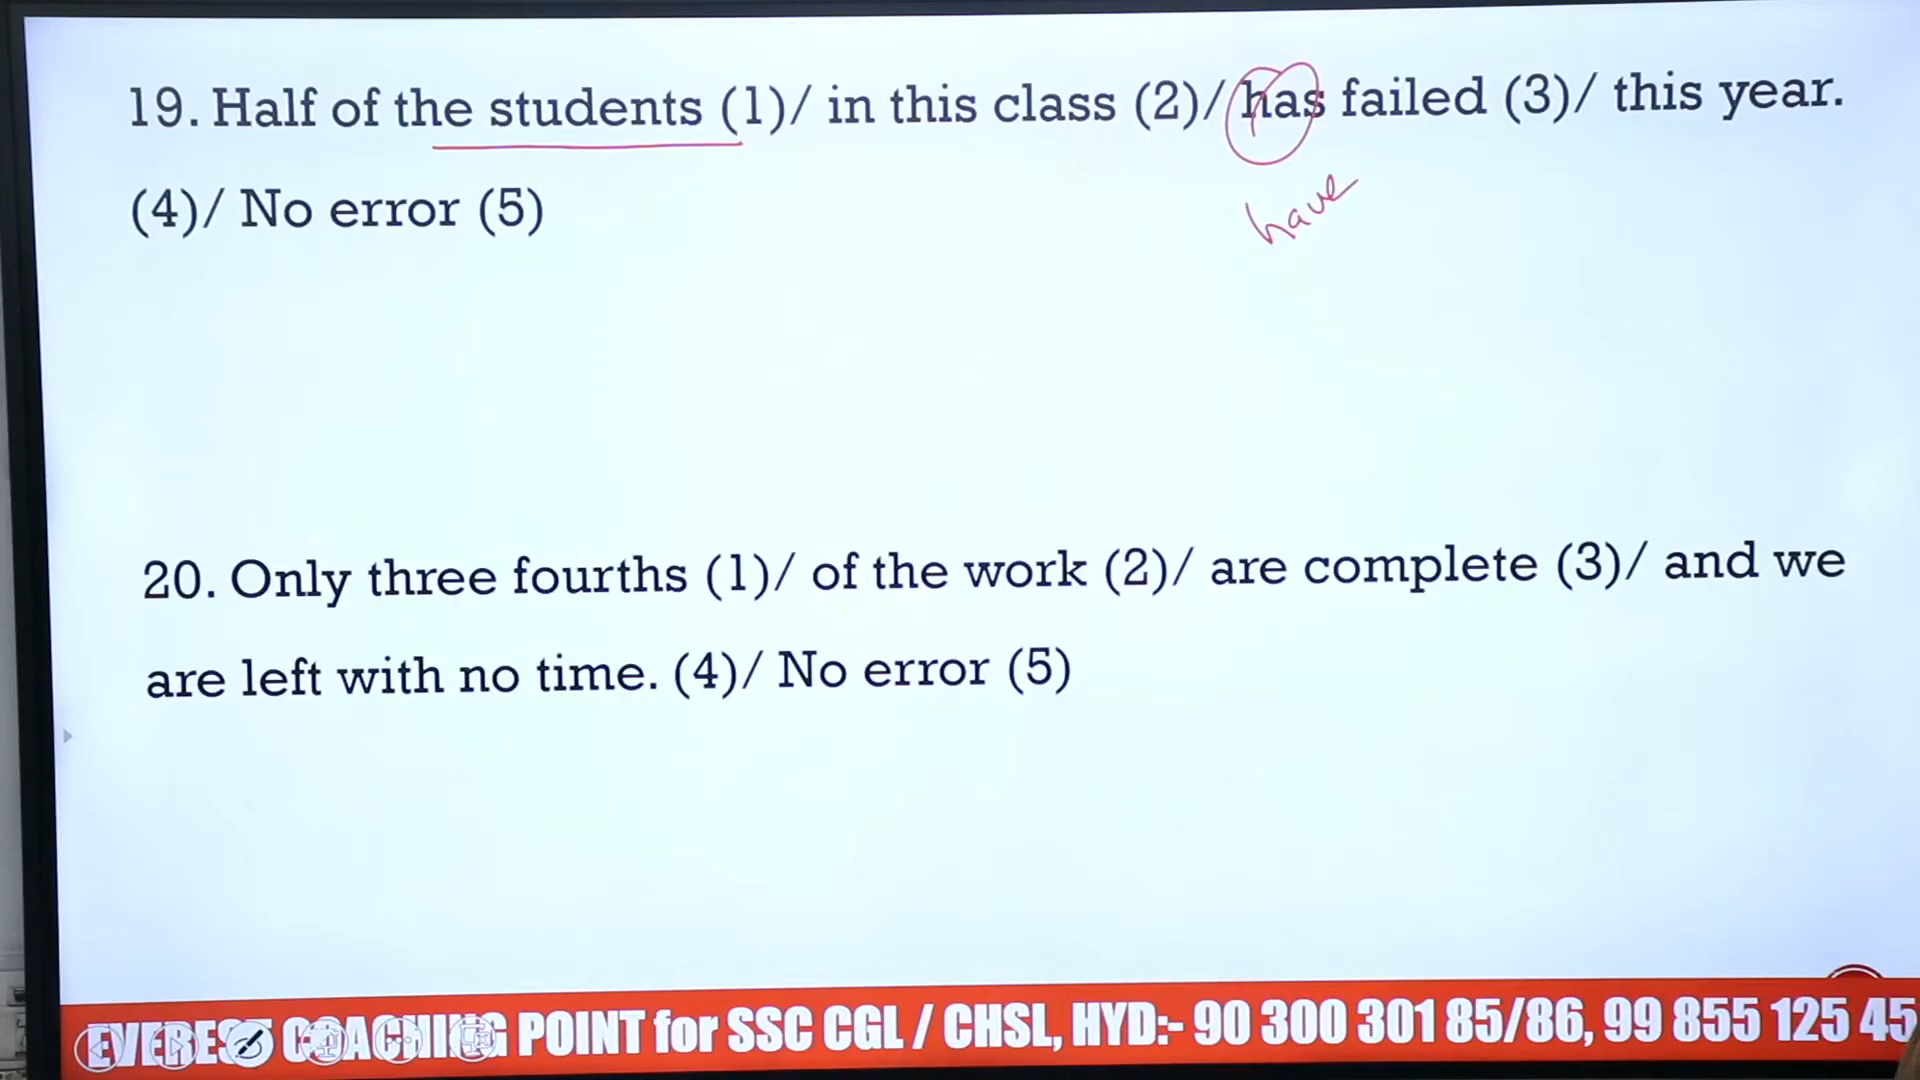 19. Half of the students (1)/ in this class (2)/ has failed (3)/ this year.
have
(4)/ No error (5)
20. Only three fourths (1)/ of the work (2)/ are complete (3)/ and we
are left with no time. (4)/ No error (5)
EVEREST COACHING POINT for SSC CGL / CHSL, HYD:- 90 300 301 85/86, 99 855 125 45